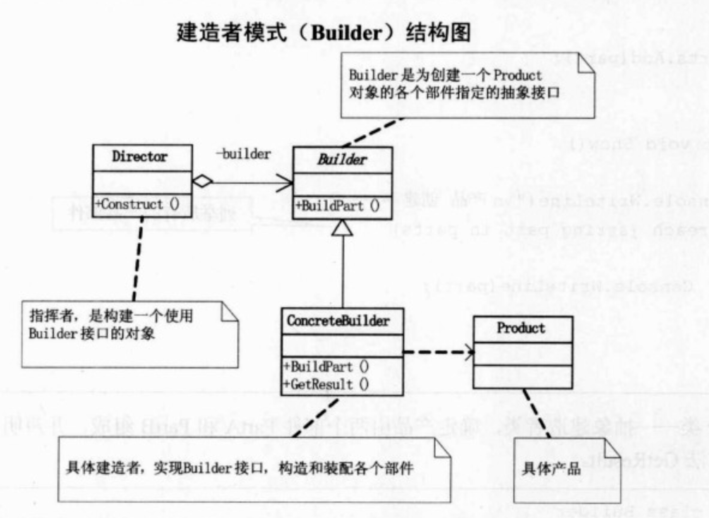 建造者模式（Builder）结构图
Builder是为创建一个Product
对象的各个部件指定的抽象接口
Director
-builder
Builder
+Construct ()
+BuildPart ()
指挥者，是构建一个使用
Builder接口的对象
ConcreteBuilder
Product
+BuildPart ()
+GetResult ()
具体建造者，实现Builder接口，构造和装配各个部件
具体产品